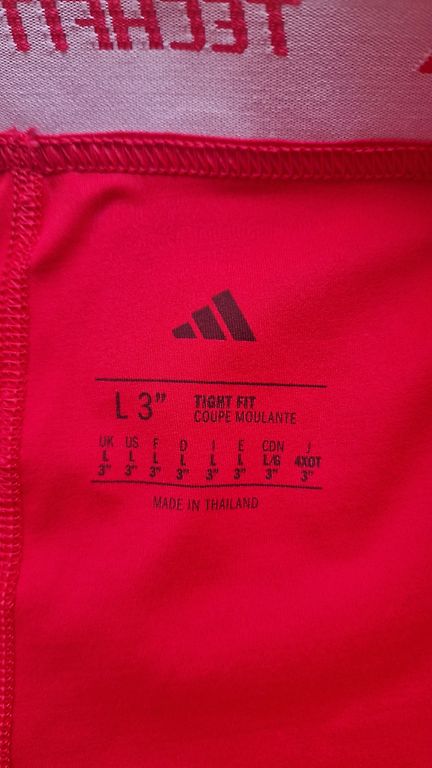 TECHFIT
L 3" TIGHT FIT
COUPE MOULANTE
UK US F D I E CDN J
L L L L L L L/G 4XOT
3" 3" 3" 3" 3" 3" 3" 3"
MADE IN THAILAND